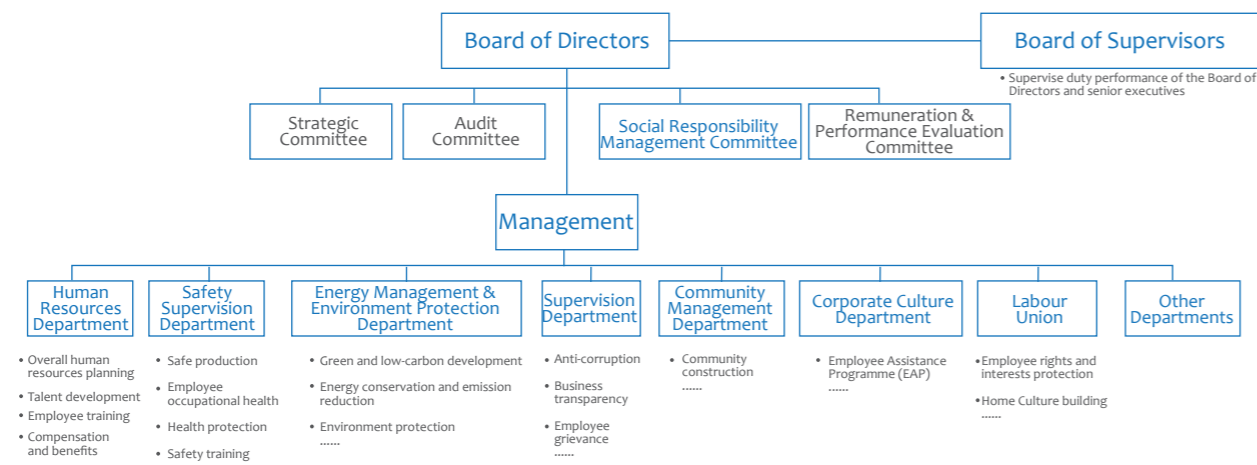 Board of Directors
Board of Supervisors
• Supervise duty performance of the Board of
Directors and senior executives
Strategic
Committee
Audit
Committee
Social Responsibility
Management Committee
Remuneration &
Performance Evaluation
Committee
Management
Human
Resources
Department
• Overall human
resources planning
• Talent development
• Employee training
• Compensation
and benefits
Safety
Supervision
Department
• Safe production
• Employee
occupational health
• Health protection
• Safety training
Energy Management &
Environment Protection
Department
• Green and low-carbon development
• Energy conservation and emission
reduction
• Environment protection
......
Supervision
Department
• Anti-corruption
• Business
transparency
• Employee
grievance
......
Community
Management
Department
• Community
construction
......
Corporate Culture
Department
• Employee Assistance
Programme (EAP)
......
Labour
Union
• Employee rights and
interests protection
• Home Culture building
......
Other
Departments